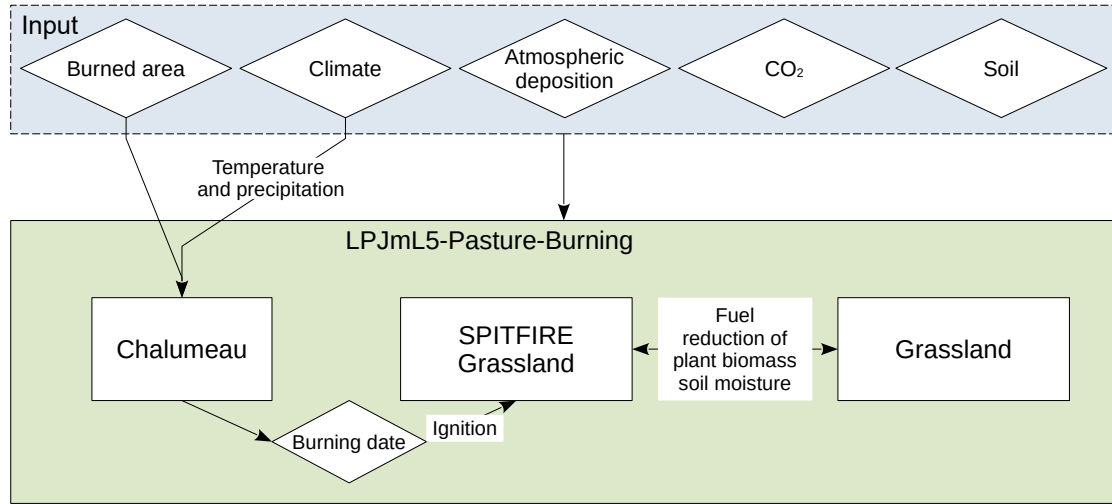 Input
Burned area
Climate
Atmospheric
deposition
CO₂
Soil
Temperature
and precipitation
LPJmL5-Pasture-Burning
Chalumeau
SPITFIRE
Grassland
Fuel
reduction of
plant biomass
soil moisture
Grassland
Burning date
Ignition